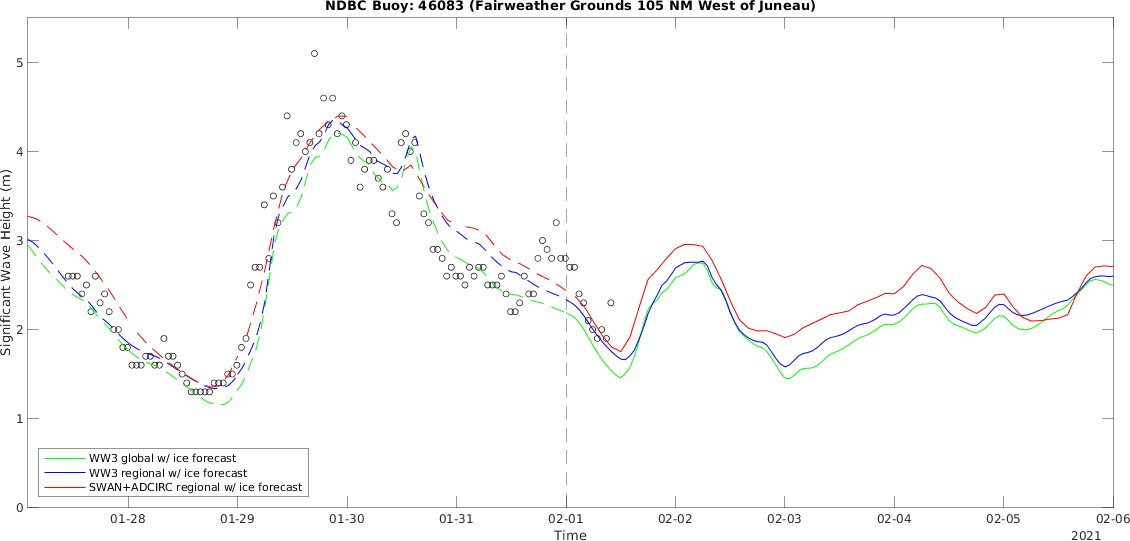 NDBC Buoy: 46083 (Fairweather Grounds 105 NM West of Juneau)
Significant Wave Height (m)
5
4
3
2
1
0
WW3 global w/ ice forecast
WW3 regional w/ ice forecast
SWAN+ADCIRC regional w/ ice forecast
01-28 01-29 01-30 01-31 02-01 02-02 02-03 02-04 02-05 02-06
Time
2021